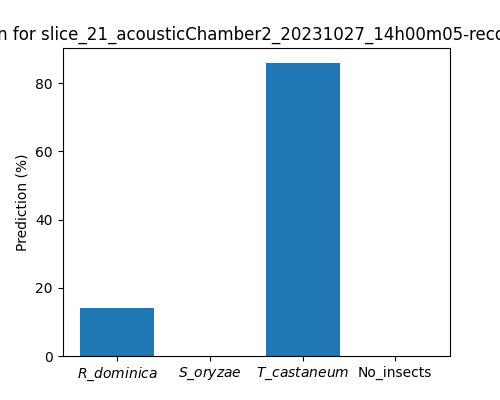 n for slice_21_acousticChamber2_20231027_14h00m05-reco
80
60
40
20
0
Prediction (%)
R_dominica S_oryzae T_castaneum No_insects